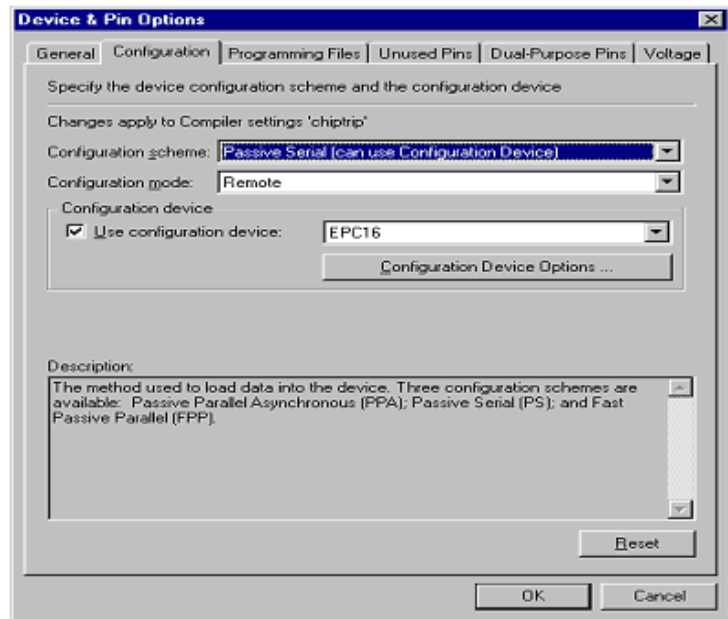 Device & Pin Options
General Configuration Programming Files Unused Pins Dual-Purpose Pins Voltage
Specify the device configuration scheme and the configuration device
Changes apply to Compiler settings 'chiptrip'
Configuration scheme: Passive Serial (can use Configuration Device)
Configuration mode: Remote
Configuration device
Use configuration device: EPC16
Configuration Device Options ...
Description:
The method used to load data into the device. Three configuration schemes are
available: Passive Parallel Asynchronous (PPA); Passive Serial (PS); and Fast
Passive Parallel (FPP).
Reset
OK Cancel